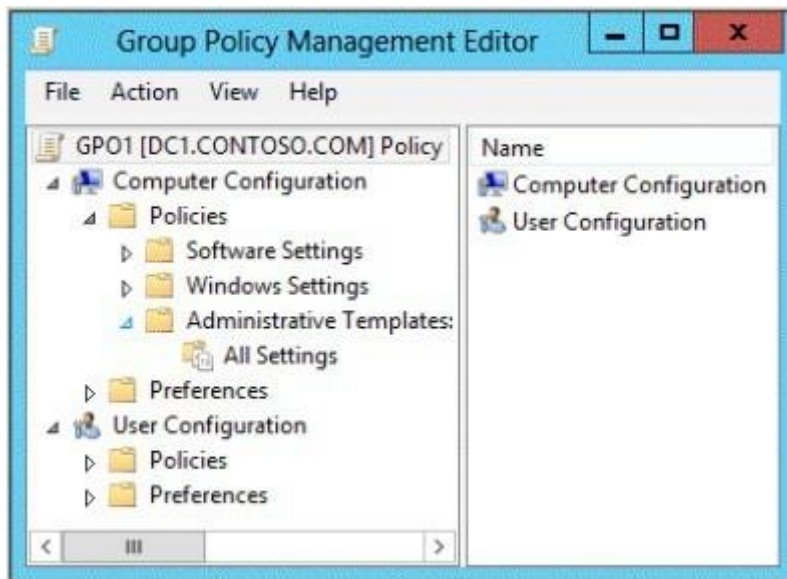 Group Policy Management Editor
File Action View Help
GPO1 [DC1.CONTOSO.COM] Policy
Computer Configuration
Policies
Software Settings
Windows Settings
Administrative Templates:
All Settings
Preferences
User Configuration
Policies
Preferences
Name
Computer Configuration
User Configuration